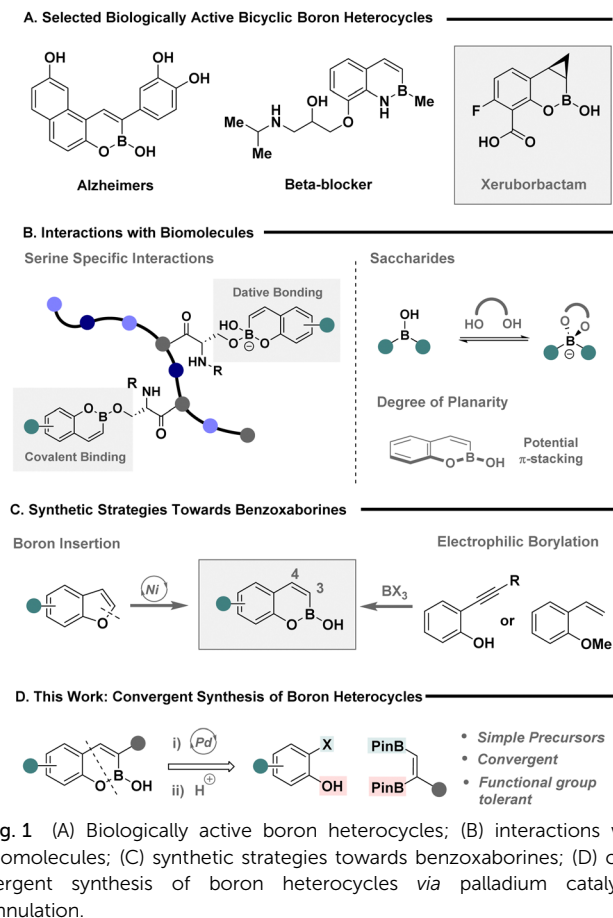 A. Selected Biologically Active Bicyclic Boron Heterocycles
OH
HO
OH
OH
O
B
OH
Alzheimers
Me
N
H
Me
OH
O
NH
B
Me
Beta-blocker
F
HO
O
O
B
OH
Xeruborbactam
B. Interactions with Biomolecules
Serine Specific Interactions
Saccharides
Dative Bonding
O
HO
B
O
⊖
O
HN
R
R
NH
O
B
O
O
Covalent Binding
OH
B
HO
OH
O
O
B
⊖
Degree of Planarity
O
B
OH
Potential
π-stacking
C. Synthetic Strategies Towards Benzoxaborines
Boron Insertion
Electrophilic Borylation
O
Ni
4
3
O
B
OH
BX3
R
OH
or
OMe
D. This Work: Convergent Synthesis of Boron Heterocycles
O
B
OH
i) Pd
ii) H⊕
X
OH
PinB
PinB
• Simple Precursors
• Convergent
• Functional group
tolerant
g. 1 (A) Biologically active boron heterocycles; (B) interactions
omolecules; (C) synthetic strategies towards benzoxaborines; (D)
ergent synthesis of boron heterocycles via palladium cataly
nnulation.